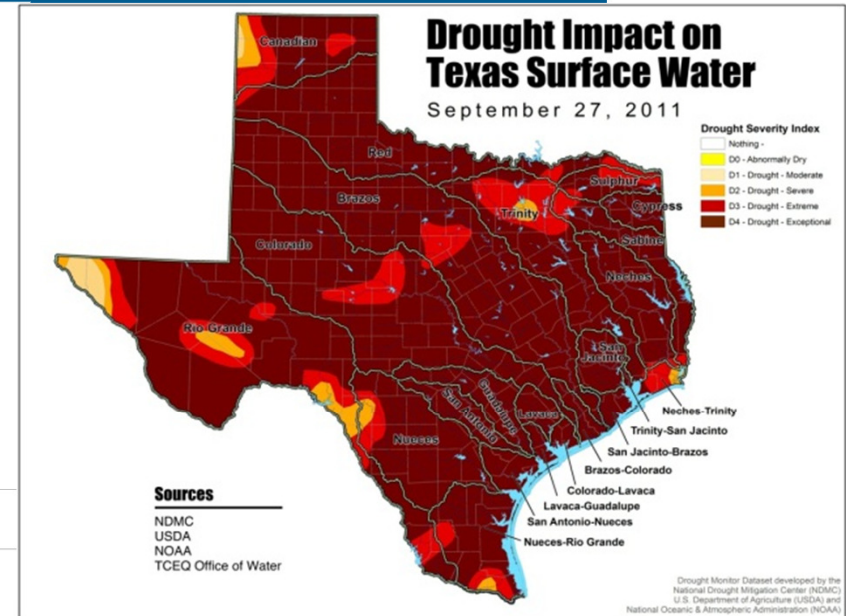 Drought Impact on
Texas Surface Water
September 27, 2011
Drought Severity Index
Nothing -
D0 - Abnormally Dry
D1 - Drought - Moderate
D2 - Drought - Severe
D3 - Drought - Extreme
D4 - Drought - Exceptional
Canadian
Red
Sulphur
Brazos
Cypress
Trinity
Colorado
Sabine
Neches
Rio Grande
San
Jacinto
Guadalupe
San Antonio
Lavaca
Nueces
Neches-Trinity
Trinity-San Jacinto
San Jacinto-Brazos
Brazos-Colorado
Colorado-Lavaca
Lavaca-Guadalupe
San Antonio-Nueces
Nueces-Rio Grande
Sources
NDMC
USDA
NOAA
TCEQ Office of Water
Drought Monitor Dataset developed by the
National Drought Mitigation Center (NDMC)
U.S. Department of Agriculture (USDA) and
National Oceanic & Atmospheric Administration (NOAA)